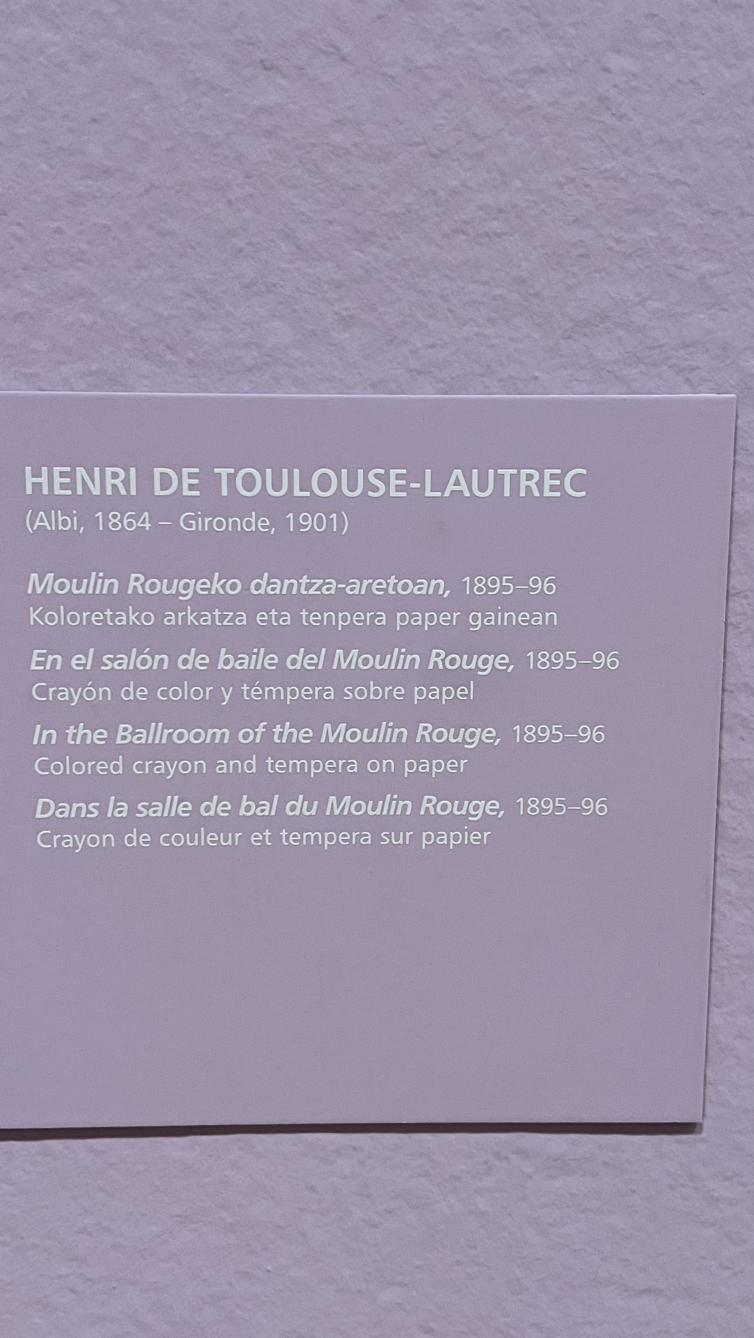 HENRI DE TOULOUSE-LAUTREC
(Albi, 1864 – Gironde, 1901)
Moulin Rougeko dantza-aretoan, 1895–96
Koloretako arkatza eta tenpera paper gainean
En el salón de baile del Moulin Rouge, 1895–96
Crayón de color y témpera sobre papel
In the Ballroom of the Moulin Rouge, 1895–96
Colored crayon and tempera on paper
Dans la salle de bal du Moulin Rouge, 1895–96
Crayon de couleur et tempera sur papier